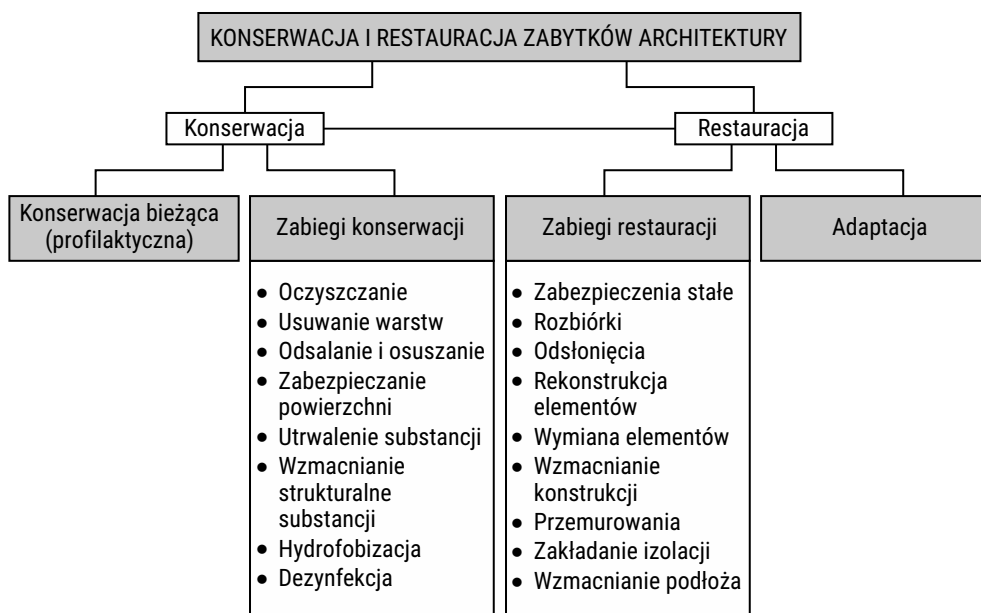 KONSERWACJA I RESTAURACJA ZABYTKÓW ARCHITEKTURY
Konserwacja
Restauracja
Konserwacja bieżąca
(profilaktyczna)
Zabiegi konserwacji
Zabiegi restauracji
Adaptacja
• Oczyszczanie
• Usuwanie warstw
• Odsalanie i osuszanie
• Zabezpieczanie
powierzchni
• Utrwalenie substancji
• Wzmacnianie
strukturalne
substancji
• Hydrofobizacja
• Dezynfekcja
• Zabezpieczenia stałe
• Rozbiórki
• Odsłonięcia
• Rekonstrukcja
elementów
• Wymiana elementów
• Wzmacnianie
konstrukcji
• Przemurowania
• Zakładanie izolacji
• Wzmacnianie podłoża